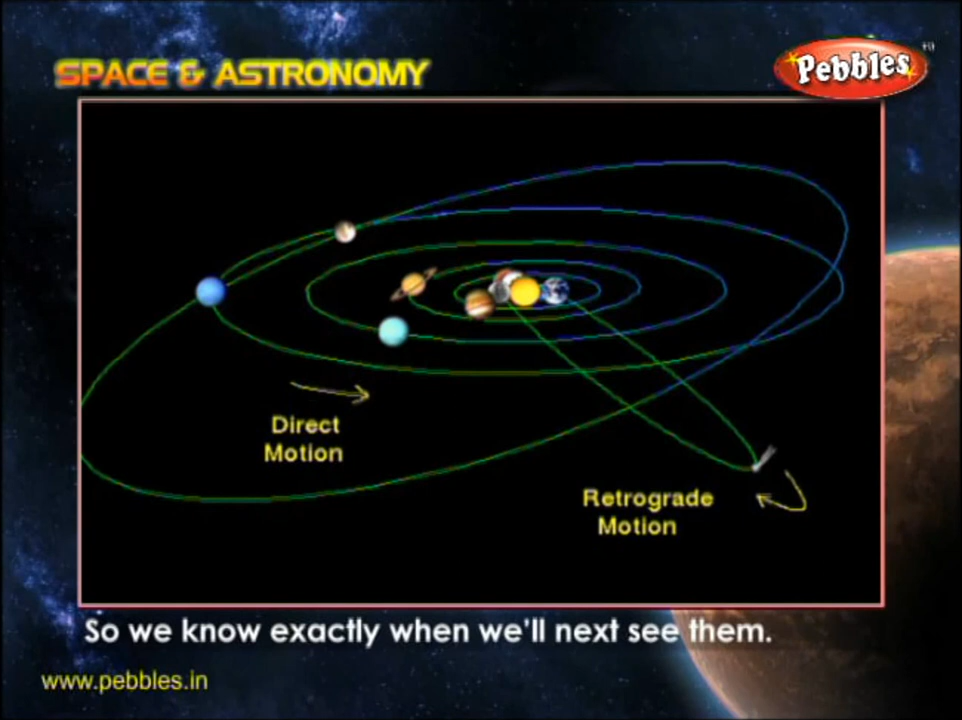 SPACE & ASTRONOMY
Pebbles
Direct
Motion
Retrograde
Motion
So we know exactly when we'll next see them.
www.pebbles.in